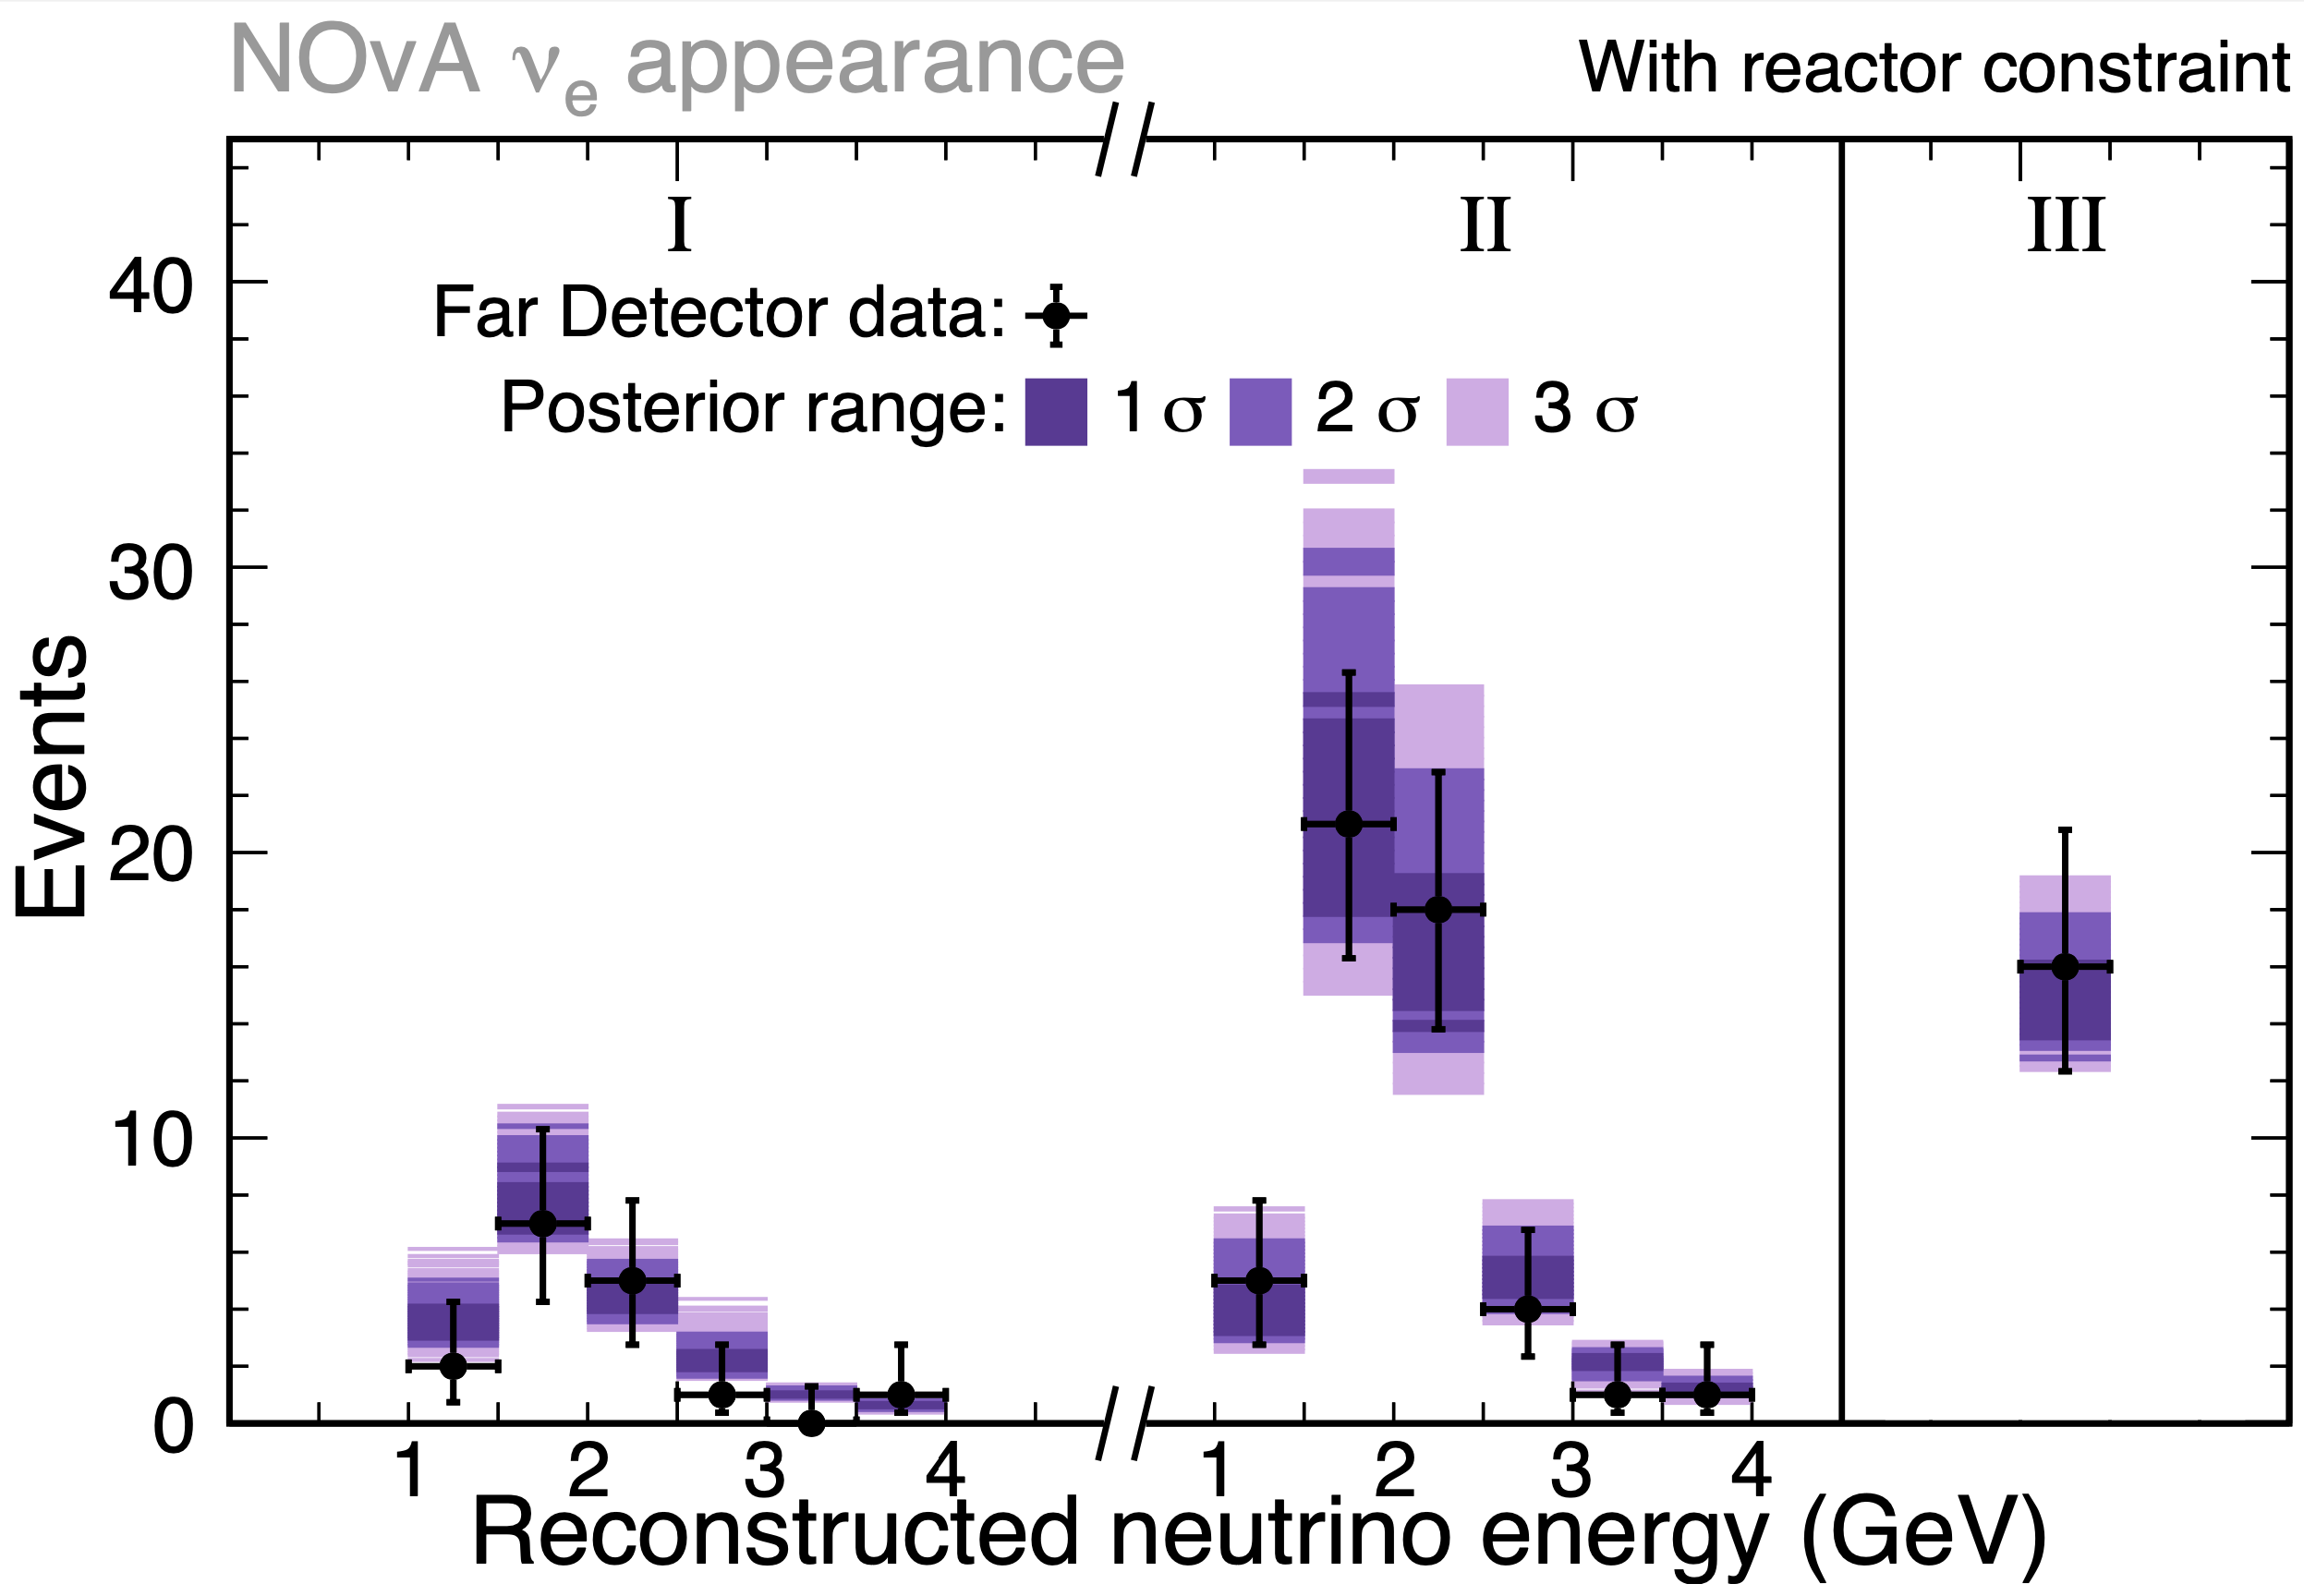 NOvA νe appearance
With reactor constraint
I II III
Far Detector data:
Posterior range: 1 σ 2 σ 3 σ
40
30
20
10
0
Events
1 2 3 4 1 2 3 4
Reconstructed neutrino energy (GeV)